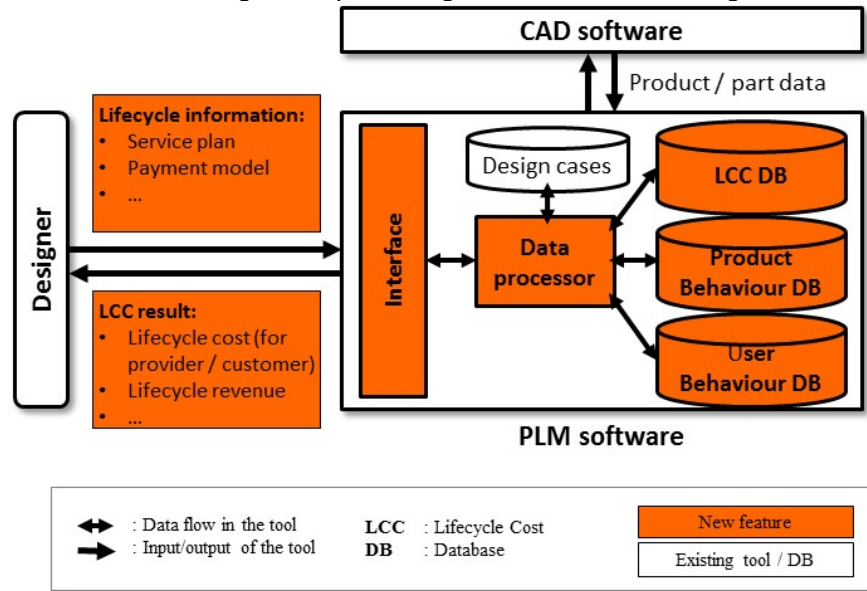 CAD software
Product / part data
Designer
Lifecycle information:
• Service plan
• Payment model
• ...
LCC result:
• Lifecycle cost (for
provider / customer)
• Lifecycle revenue
• ...
Interface
Design cases
Data
processor
LCC DB
Product
Behaviour DB
User
Behaviour DB
PLM software
: Data flow in the tool
: Input/output of the tool
LCC : Lifecycle Cost
DB : Database
New feature
Existing tool / DB